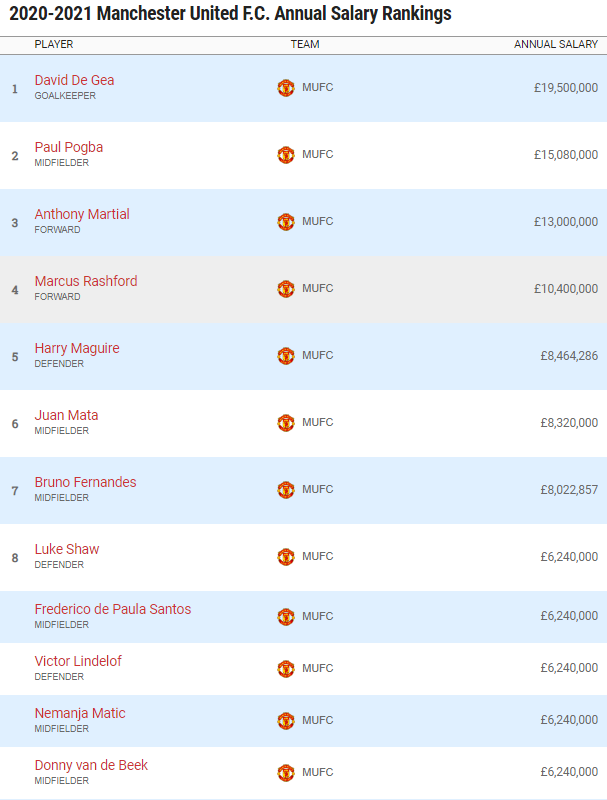 2020-2021 Manchester United F.C. Annual Salary Rankings
PLAYER TEAM ANNUAL SALARY
1 David De Gea GOALKEEPER MUFC £19,500,000
2 Paul Pogba MIDFIELDER MUFC £15,080,000
3 Anthony Martial FORWARD MUFC £13,000,000
4 Marcus Rashford FORWARD MUFC £10,400,000
5 Harry Maguire DEFENDER MUFC £8,464,286
6 Juan Mata MIDFIELDER MUFC £8,320,000
7 Bruno Fernandes MIDFIELDER MUFC £8,022,857
8 Luke Shaw DEFENDER MUFC £6,240,000
Frederico de Paula Santos MIDFIELDER MUFC £6,240,000
Victor Lindelof DEFENDER MUFC £6,240,000
Nemanja Matic MIDFIELDER MUFC £6,240,000
Donny van de Beek MIDFIELDER MUFC £6,240,000